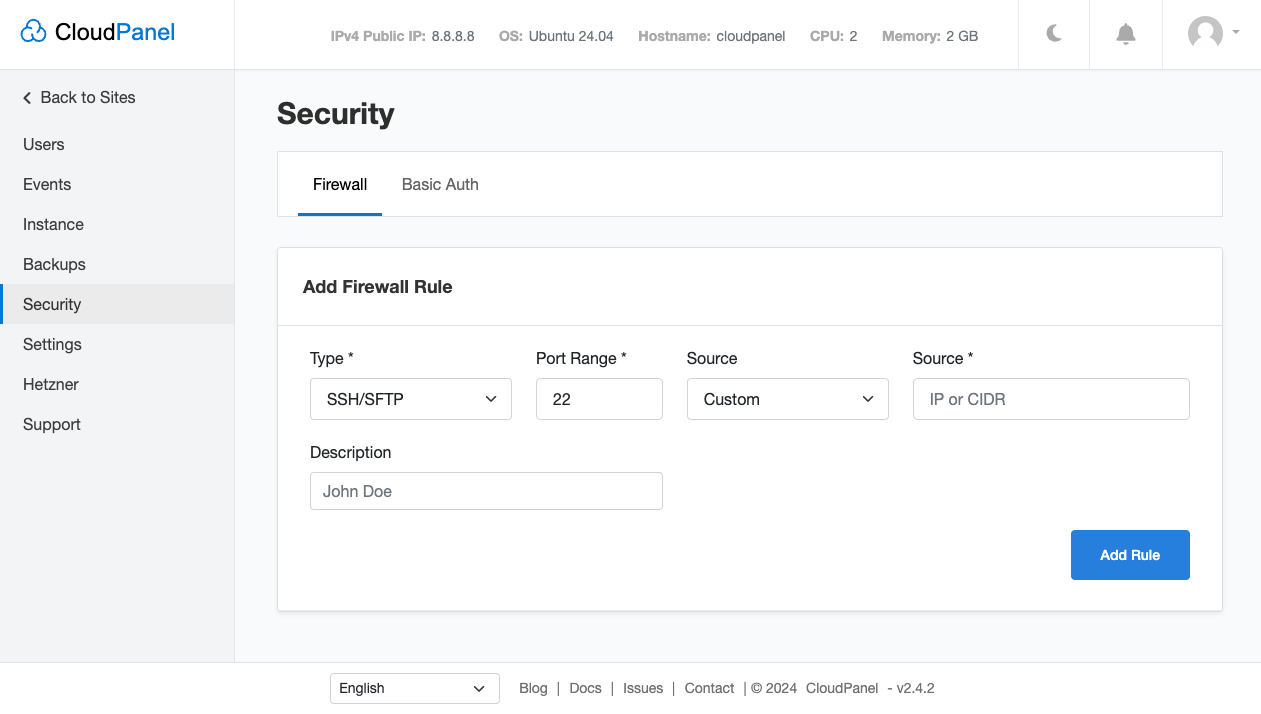 CloudPanel
IPv4 Public IP: 8.8.8.8 OS: Ubuntu 24.04 Hostname: cloudpanel CPU: 2 Memory: 2 GB
Back to Sites
Users
Events
Instance
Backups
Security
Settings
Hetzner
Support
Security
Firewall Basic Auth
Add Firewall Rule
Type * Port Range * Source Source *
SSH/SFTP 22 Custom IP or CIDR
Description
John Doe
Add Rule
English Blog | Docs | Issues | Contact | © 2024 CloudPanel - v2.4.2